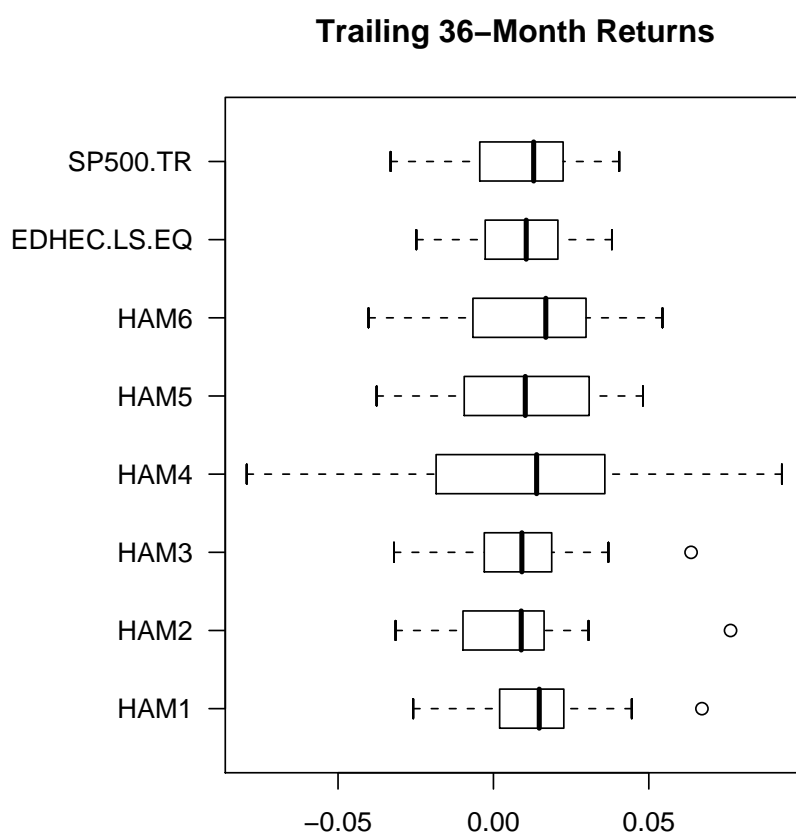 Trailing 36–Month Returns
SP500.TR
EDHEC.LS.EQ
HAM6
HAM5
HAM4
HAM3
HAM2
HAM1
−0.05 0.00 0.05